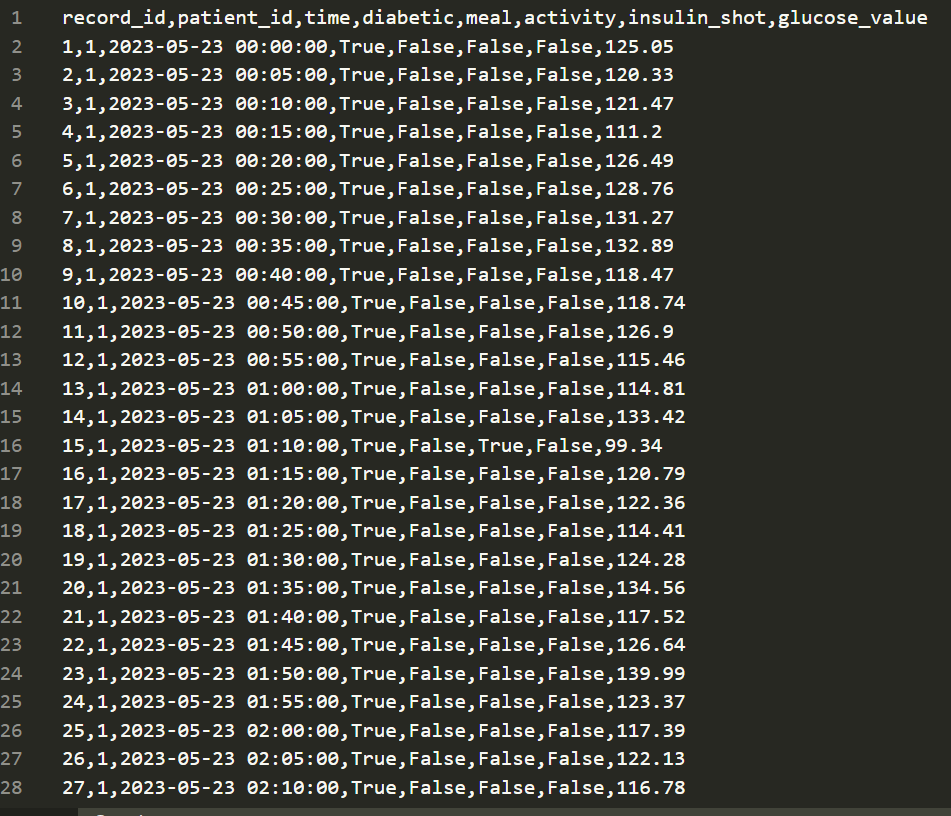 1 record_id,patient_id,time,diabetic,meal,activity,insulin_shot,glucose_value
2 1,1,2023-05-23 00:00:00,True,False,False,False,125.05
3 2,1,2023-05-23 00:05:00,True,False,False,False,120.33
4 3,1,2023-05-23 00:10:00,True,False,False,False,121.47
5 4,1,2023-05-23 00:15:00,True,False,False,False,111.2
6 5,1,2023-05-23 00:20:00,True,False,False,False,126.49
7 6,1,2023-05-23 00:25:00,True,False,False,False,128.76
8 7,1,2023-05-23 00:30:00,True,False,False,False,131.27
9 8,1,2023-05-23 00:35:00,True,False,False,False,132.89
10 9,1,2023-05-23 00:40:00,True,False,False,False,118.47
11 10,1,2023-05-23 00:45:00,True,False,False,False,118.74
12 11,1,2023-05-23 00:50:00,True,False,False,False,126.9
13 12,1,2023-05-23 00:55:00,True,False,False,False,115.46
14 13,1,2023-05-23 01:00:00,True,False,False,False,114.81
15 14,1,2023-05-23 01:05:00,True,False,False,False,133.42
16 15,1,2023-05-23 01:10:00,True,False,True,False,99.34
17 16,1,2023-05-23 01:15:00,True,False,False,False,120.79
18 17,1,2023-05-23 01:20:00,True,False,False,False,122.36
19 18,1,2023-05-23 01:25:00,True,False,False,False,114.41
20 19,1,2023-05-23 01:30:00,True,False,False,False,124.28
21 20,1,2023-05-23 01:35:00,True,False,False,False,134.56
22 21,1,2023-05-23 01:40:00,True,False,False,False,117.52
23 22,1,2023-05-23 01:45:00,True,False,False,False,126.64
24 23,1,2023-05-23 01:50:00,True,False,False,False,139.99
25 24,1,2023-05-23 01:55:00,True,False,False,False,123.37
26 25,1,2023-05-23 02:00:00,True,False,False,False,117.39
27 26,1,2023-05-23 02:05:00,True,False,False,False,122.13
28 27,1,2023-05-23 02:10:00,True,False,False,False,116.78